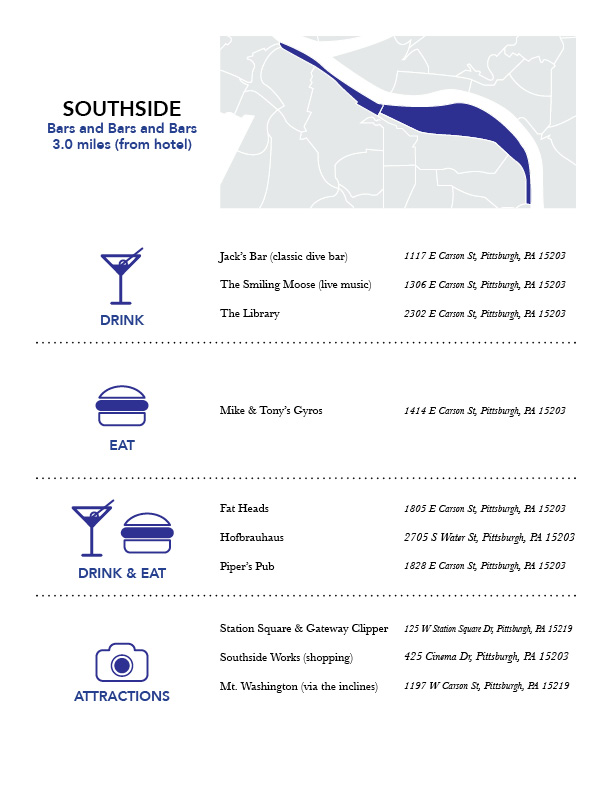 SOUTHSIDE
Bars and Bars and Bars
3.0 miles (from hotel)
Jack's Bar (classic dive bar) 1117 E Carson St, Pittsburgh, PA 15203
The Smiling Moose (live music) 1306 E Carson St, Pittsburgh, PA 15203
The Library 2302 E Carson St, Pittsburgh, PA 15203
DRINK
Mike & Tony's Gyros 1414 E Carson St, Pittsburgh, PA 15203
EAT
Fat Heads 1805 E Carson St, Pittsburgh, PA 15203
Hofbrauhaus 2705 S Water St, Pittsburgh, PA 15203
Piper's Pub 1828 E Carson St, Pittsburgh, PA 15203
DRINK & EAT
Station Square & Gateway Clipper 125 W Station Square Dr, Pittsburgh, PA 15219
Southside Works (shopping) 425 Cinema Dr, Pittsburgh, PA 15203
Mt. Washington (via the inclines) 1197 W Carson St, Pittsburgh, PA 15219
ATTRACTIONS